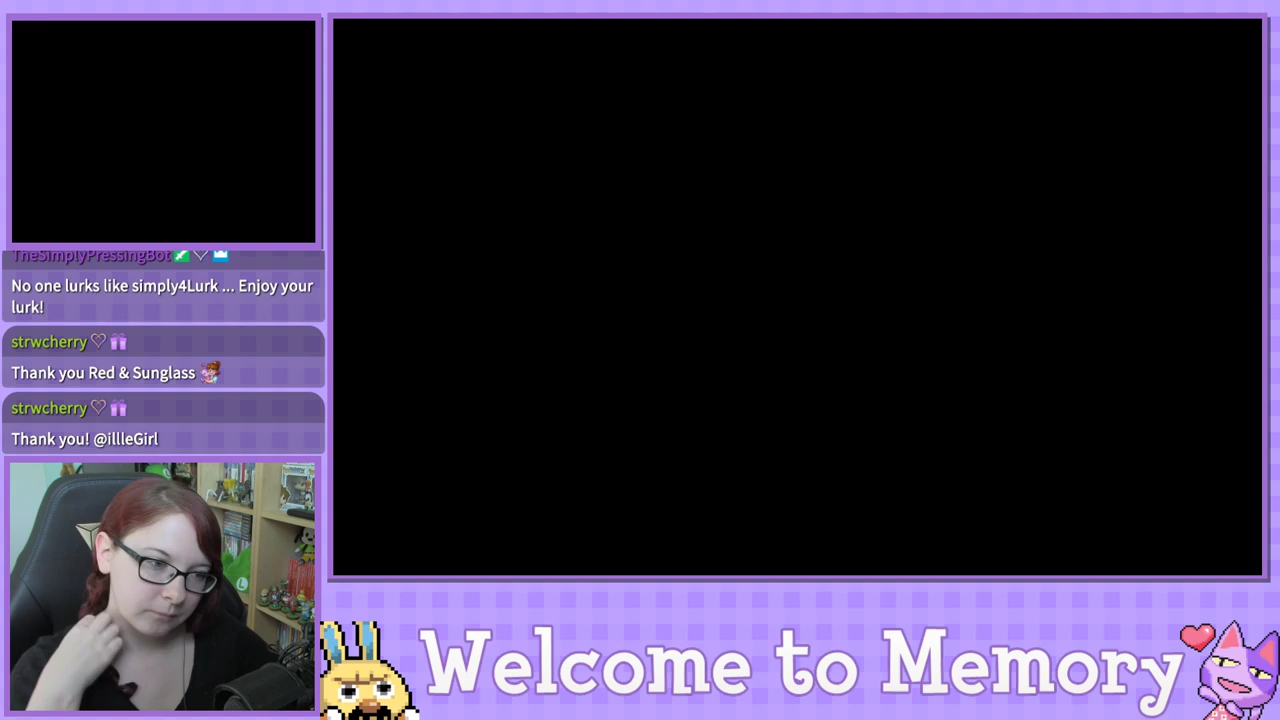 TheSimplyPressingBot
No one lurks like simply4Lurk ... Enjoy your
lurk!
strwcherry
Thank you Red & Sunglass
strwcherry
Thank you! @illleGirl
L
Welcome to Memory